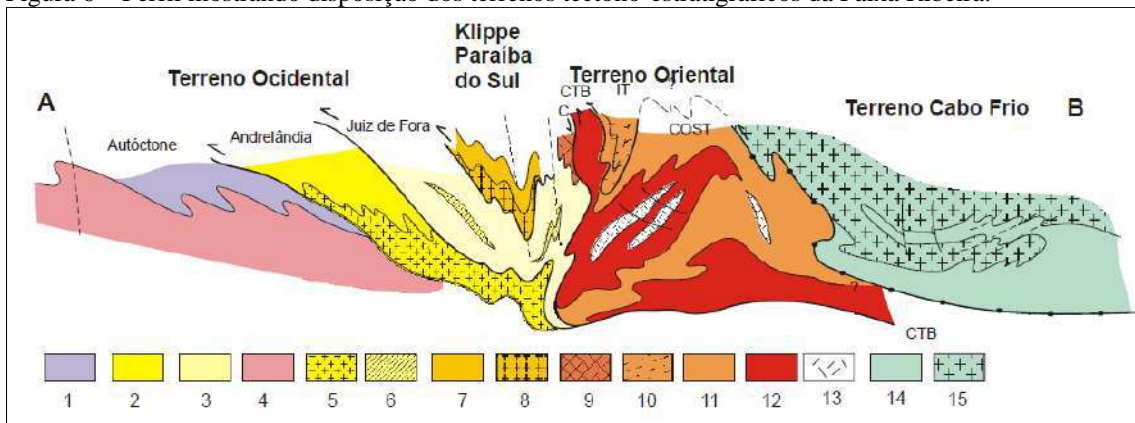 Figura 6 – Perfil mostrando disposição dos terrenos tectono-estratigráficos da Faixa Ribeira.
Klippe
Paraíba
do Sul
Terreno Ocidental
Terreno Oriental
Terreno Cabo Frio
A
B
CTB
IT
?
C
COST
Autóctone
Andrelândia
Juiz de Fora
?
CTB
1 2 3 4 5 6 7 8 9 10 11 12 13 14 15